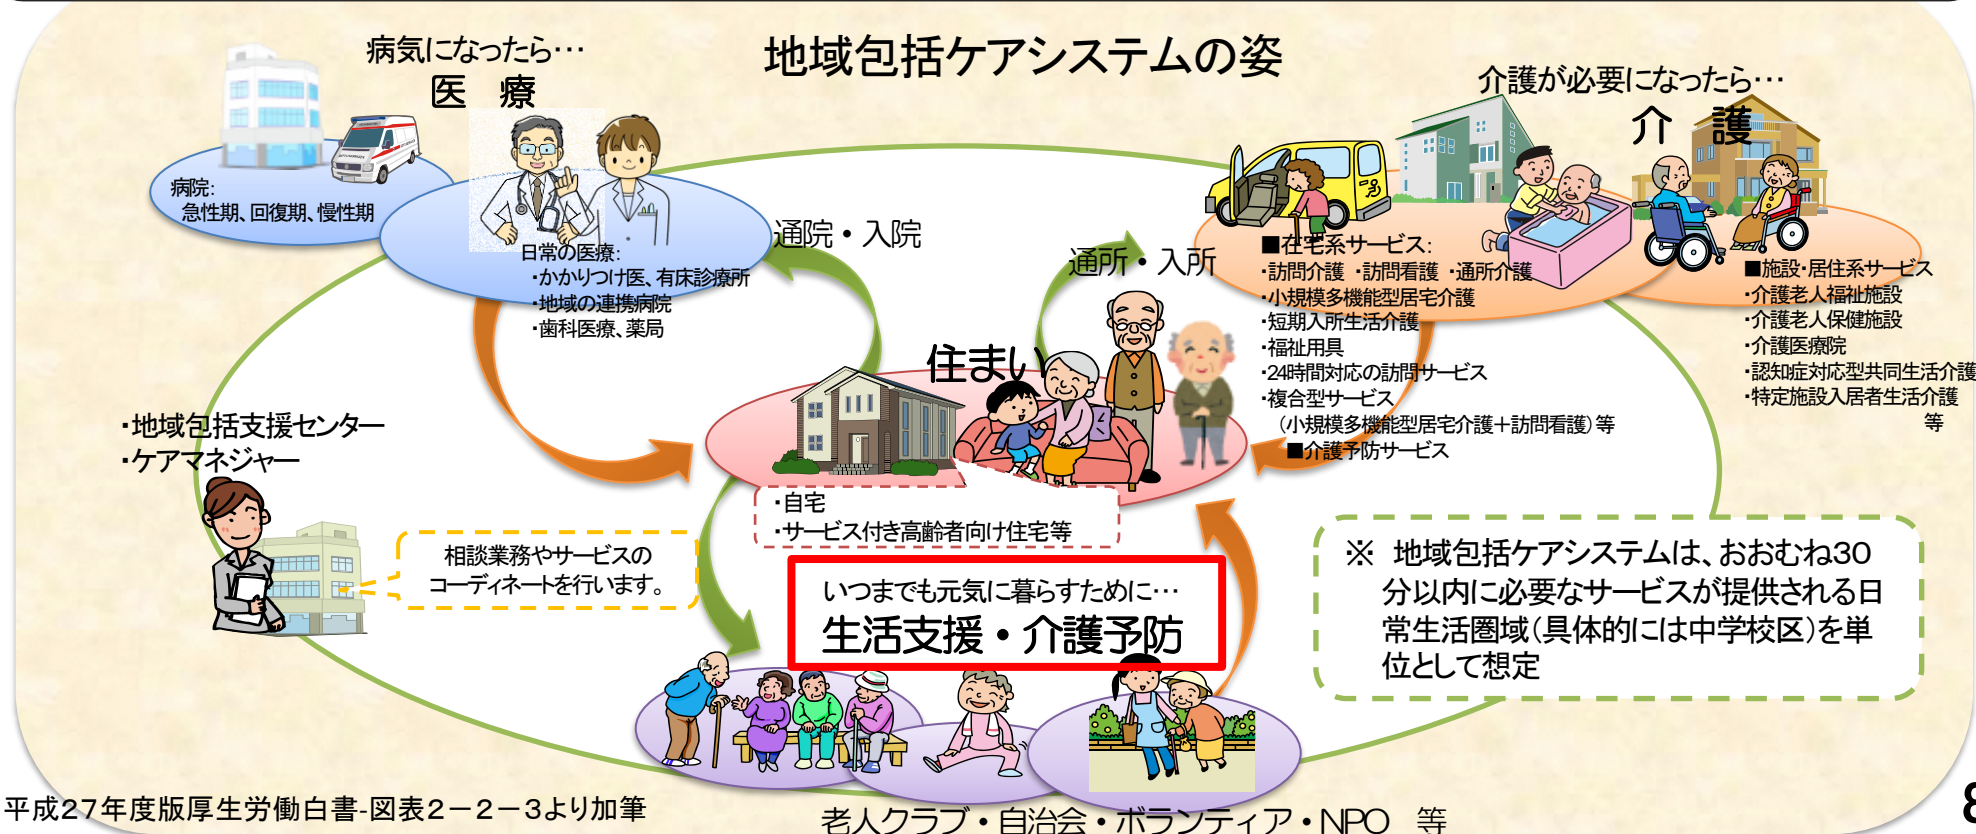 地域包括ケアシステムの姿
病気になったら…
医 療
病院:
急性期、回復期、慢性期
日常の医療:
・かかりつけ医、有床診療所
・地域の連携病院
・歯科医療、薬局
通院・入院
通所・入所
介護が必要になったら…
介 護
■在宅系サービス:
・訪問介護 ・訪問看護 ・通所介護
・小規模多機能型居宅介護
・短期入所生活介護
・福祉用具
・24時間対応の訪問サービス
・複合型サービス
（小規模多機能型居宅介護＋訪問看護）等
■介護予防サービス
■施設・居住系サービス
・介護老人福祉施設
・介護老人保健施設
・介護医療院
・認知症対応型共同生活介護
・特定施設入居者生活介護
等
住まい
・自宅
・サービス付き高齢者向け住宅等
・地域包括支援センター
・ケアマネジャー
相談業務やサービスの
コーディネートを行います。
いつまでも元気に暮らすために…
生活支援・介護予防
※ 地域包括ケアシステムは、おおむね30
分以内に必要なサービスが提供される日
常生活圏域（具体的には中学校区）を単
位として想定
老人クラブ・自治会・ボランティア・NPO 等
平成27年度版厚生労働白書-図表2－2－3より加筆